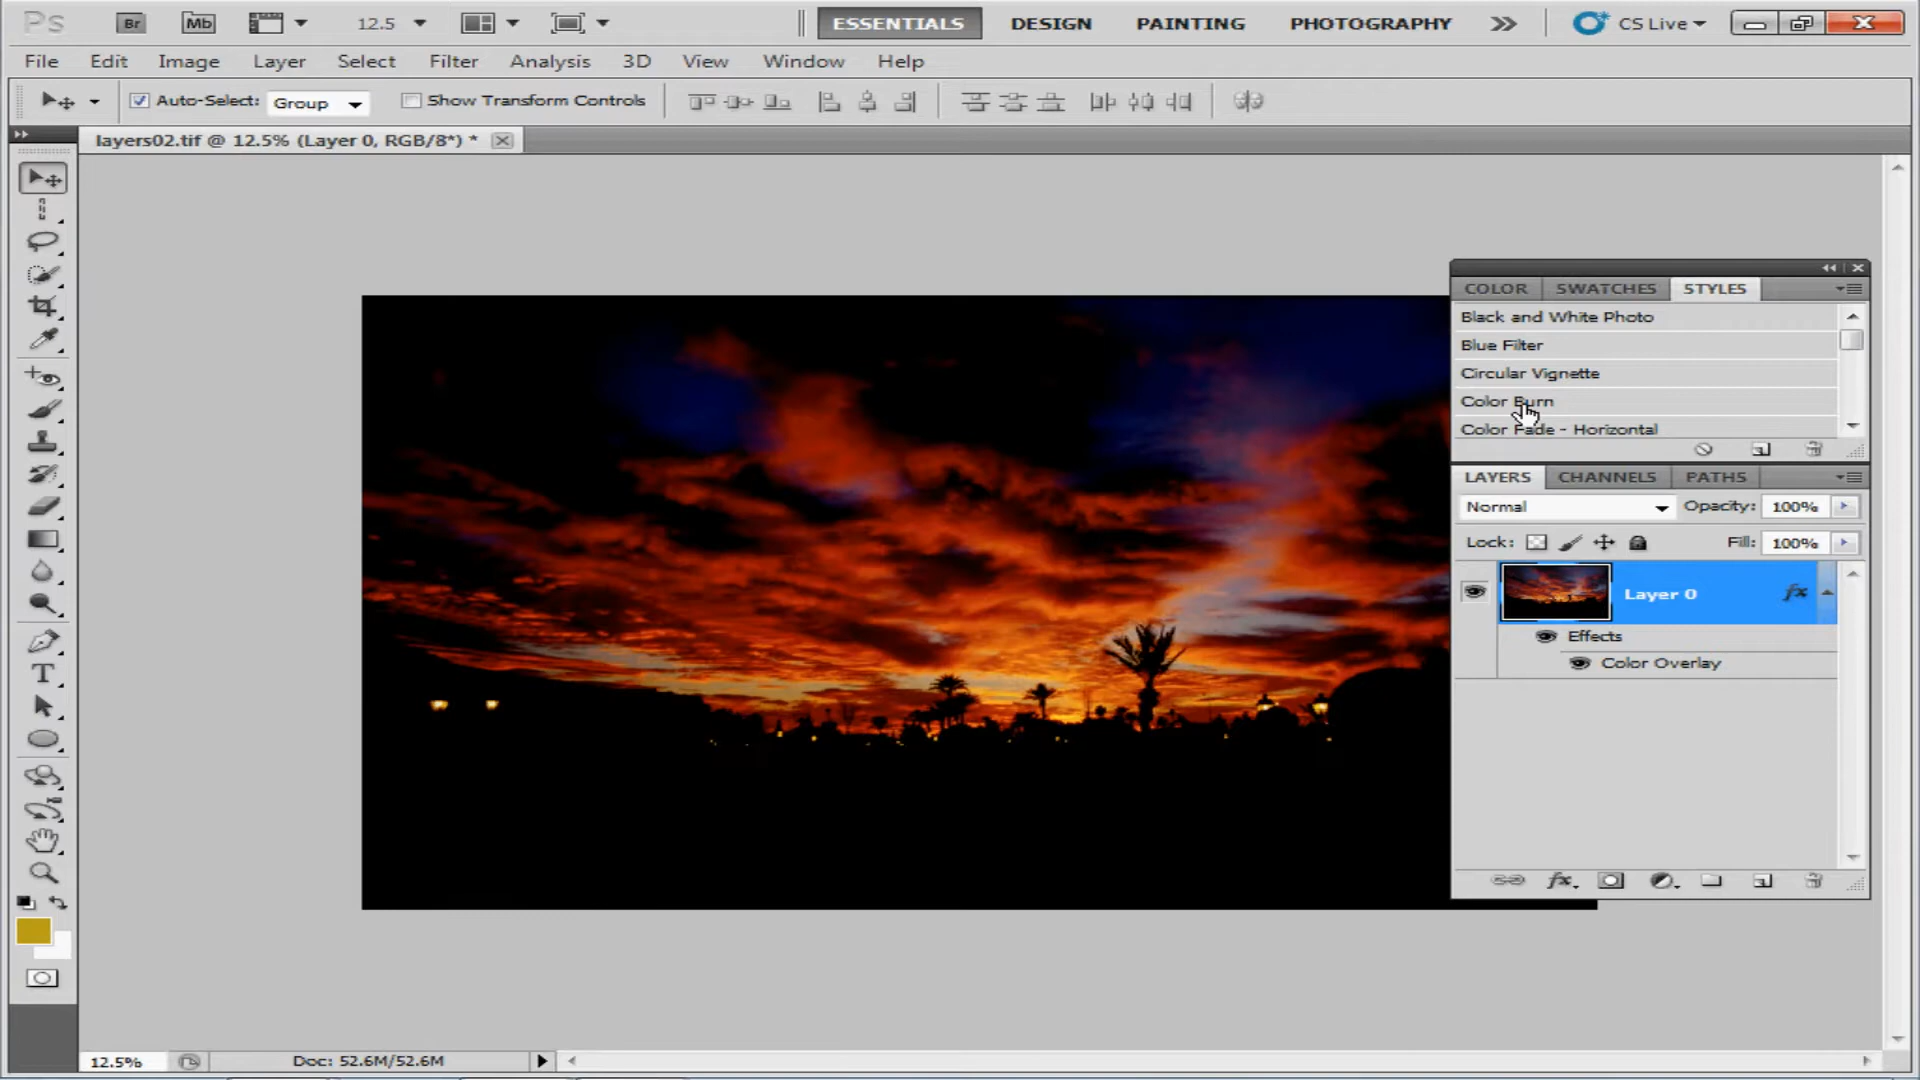 Ps Br Mb 12.5 ESSENTIALS DESIGN PAINTING PHOTOGRAPHY CS Live
File Edit Image Layer Select Filter Analysis 3D View Window Help
Auto-Select: Group Show Transform Controls
layers02.tif @ 12.5% (Layer 0, RGB/8*) *
COLOR SWATCHES STYLES
Black and White Photo
Blue Filter
Circular Vignette
Color Burn
Color Fade - Horizontal
LAYERS CHANNELS PATHS
Normal Opacity: 100%
Lock: Fill: 100%
Layer 0 fx
Effects
Color Overlay
fx
T
12.5% Doc: 52.6M/52.6M